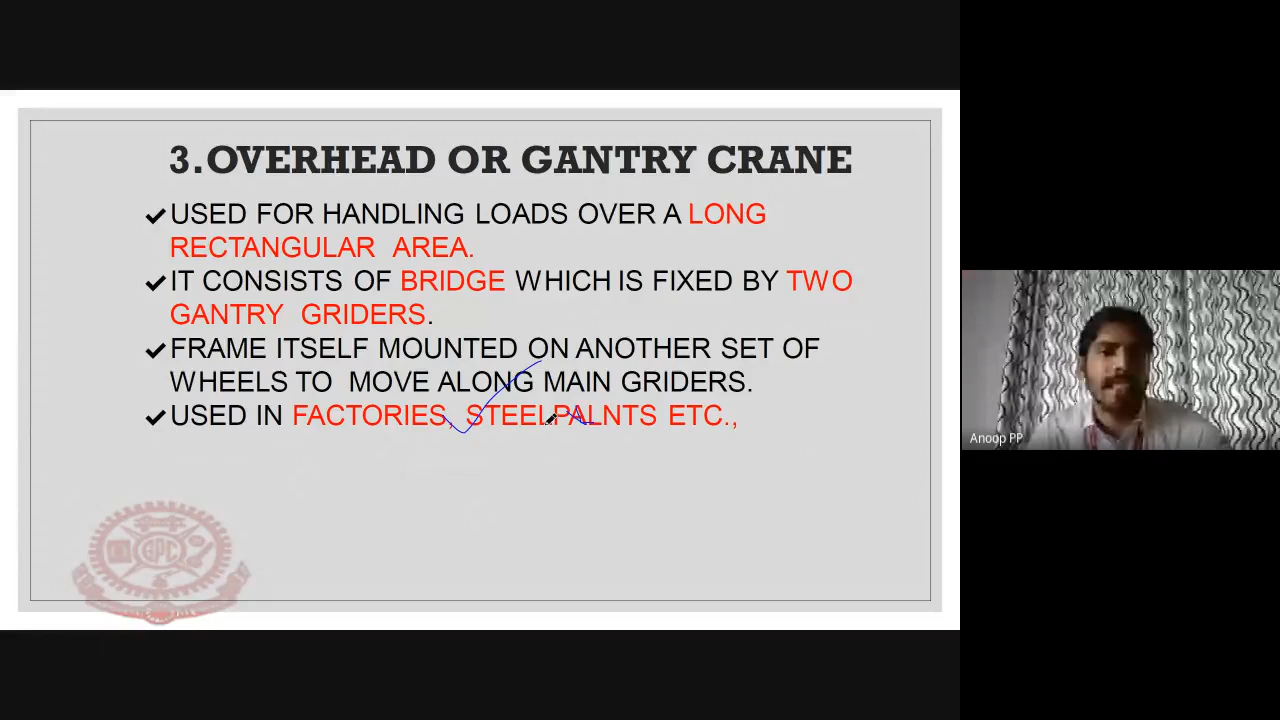 3.OVERHEAD OR GANTRY CRANE
✔USED FOR HANDLING LOADS OVER A LONG
RECTANGULAR AREA.
✔IT CONSISTS OF BRIDGE WHICH IS FIXED BY TWO
GANTRY GRIDERS.
✔FRAME ITSELF MOUNTED ON ANOTHER SET OF
WHEELS TO MOVE ALONG MAIN GRIDERS.
✔USED IN FACTORIES, STEELPALNTS ETC.,
GPC
Anoop PP